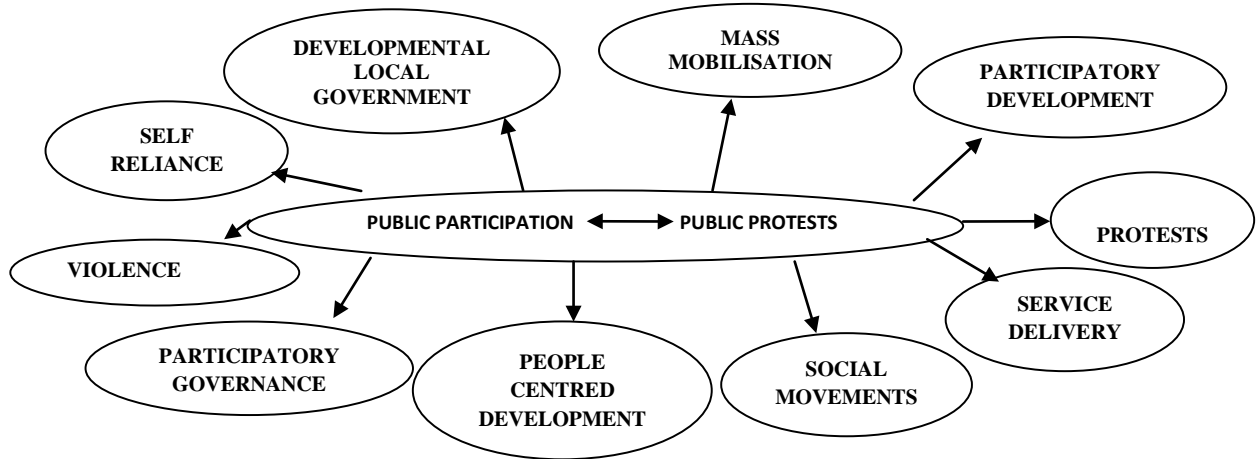 DEVELOPMENTAL
LOCAL
GOVERNMENT
MASS
MOBILISATION
PARTICIPATORY
DEVELOPMENT
SELF
RELIANCE
PUBLIC PARTICIPATION
PUBLIC PROTESTS
PROTESTS
VIOLENCE
SERVICE
DELIVERY
PARTICIPATORY
GOVERNANCE
PEOPLE
CENTRED
DEVELOPMENT
SOCIAL
MOVEMENTS